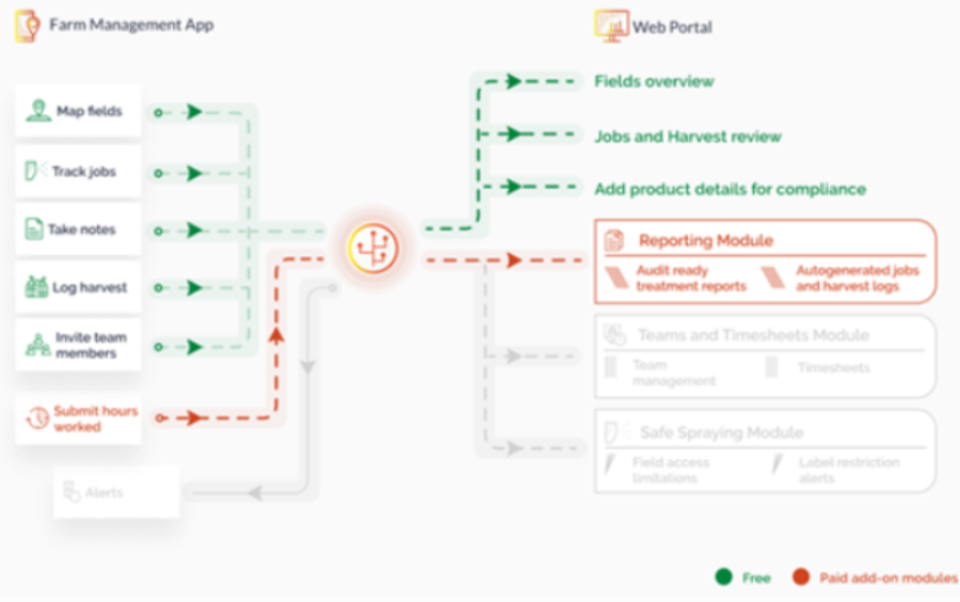 Farm Management App
Map fields
Track jobs
Take notes
Log harvest
Invite team
members
Submit hours
worked
Alerts
Web Portal
Fields overview
Jobs and Harvest review
Add product details for compliance
Reporting Module
Audit ready
treatment reports
Autogenerated jobs
and harvest logs
Teams and Timesheets Module
Team
management
Timesheets
Safe Spraying Module
Field access
limitations
Label restriction
alerts
Free
Paid add-on modules